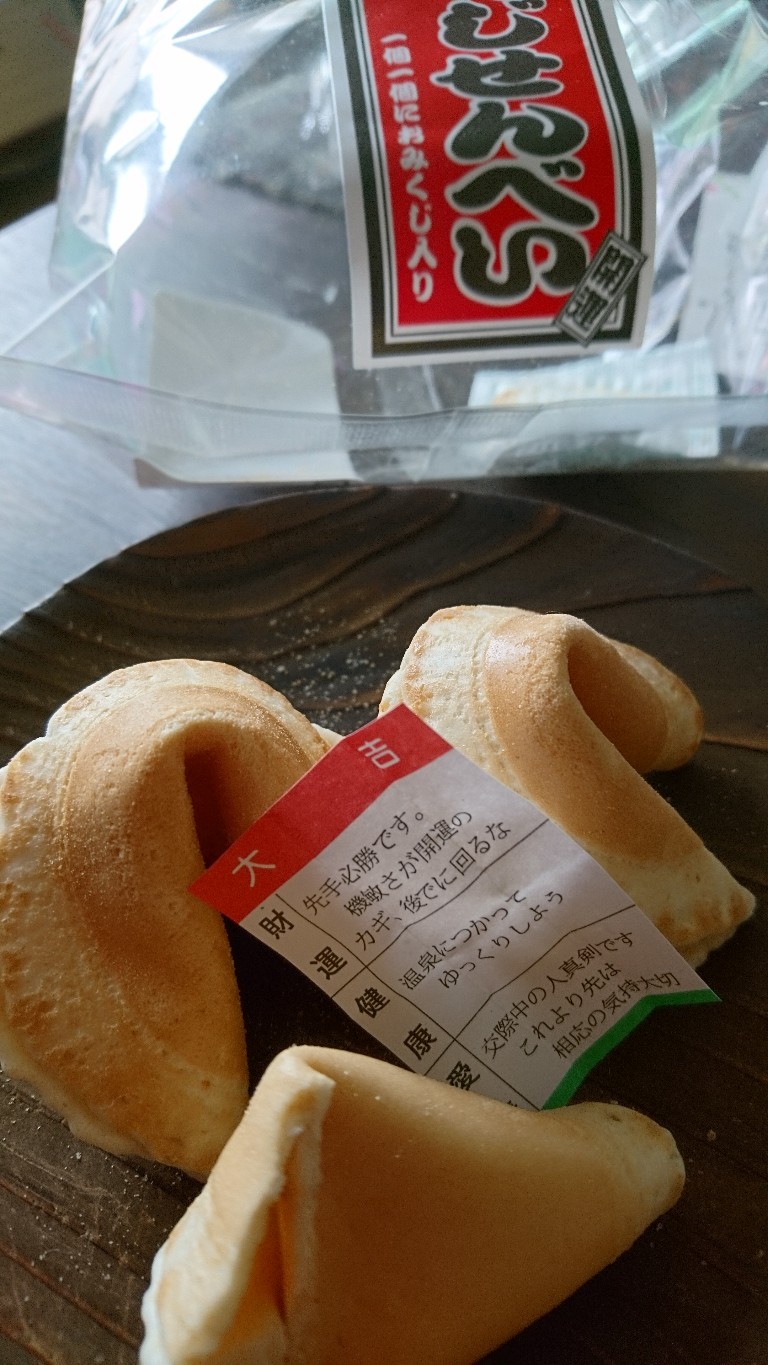 じせんべい
一個一個におみくじ入り
開運
大吉
財運
先手必勝です。
磯敏さが開運の
カギ、後でに回るな
健康
温泉につかって
ゆっくりしよう
愛
交際中の人真剣です
これより先は
相応の気持大切